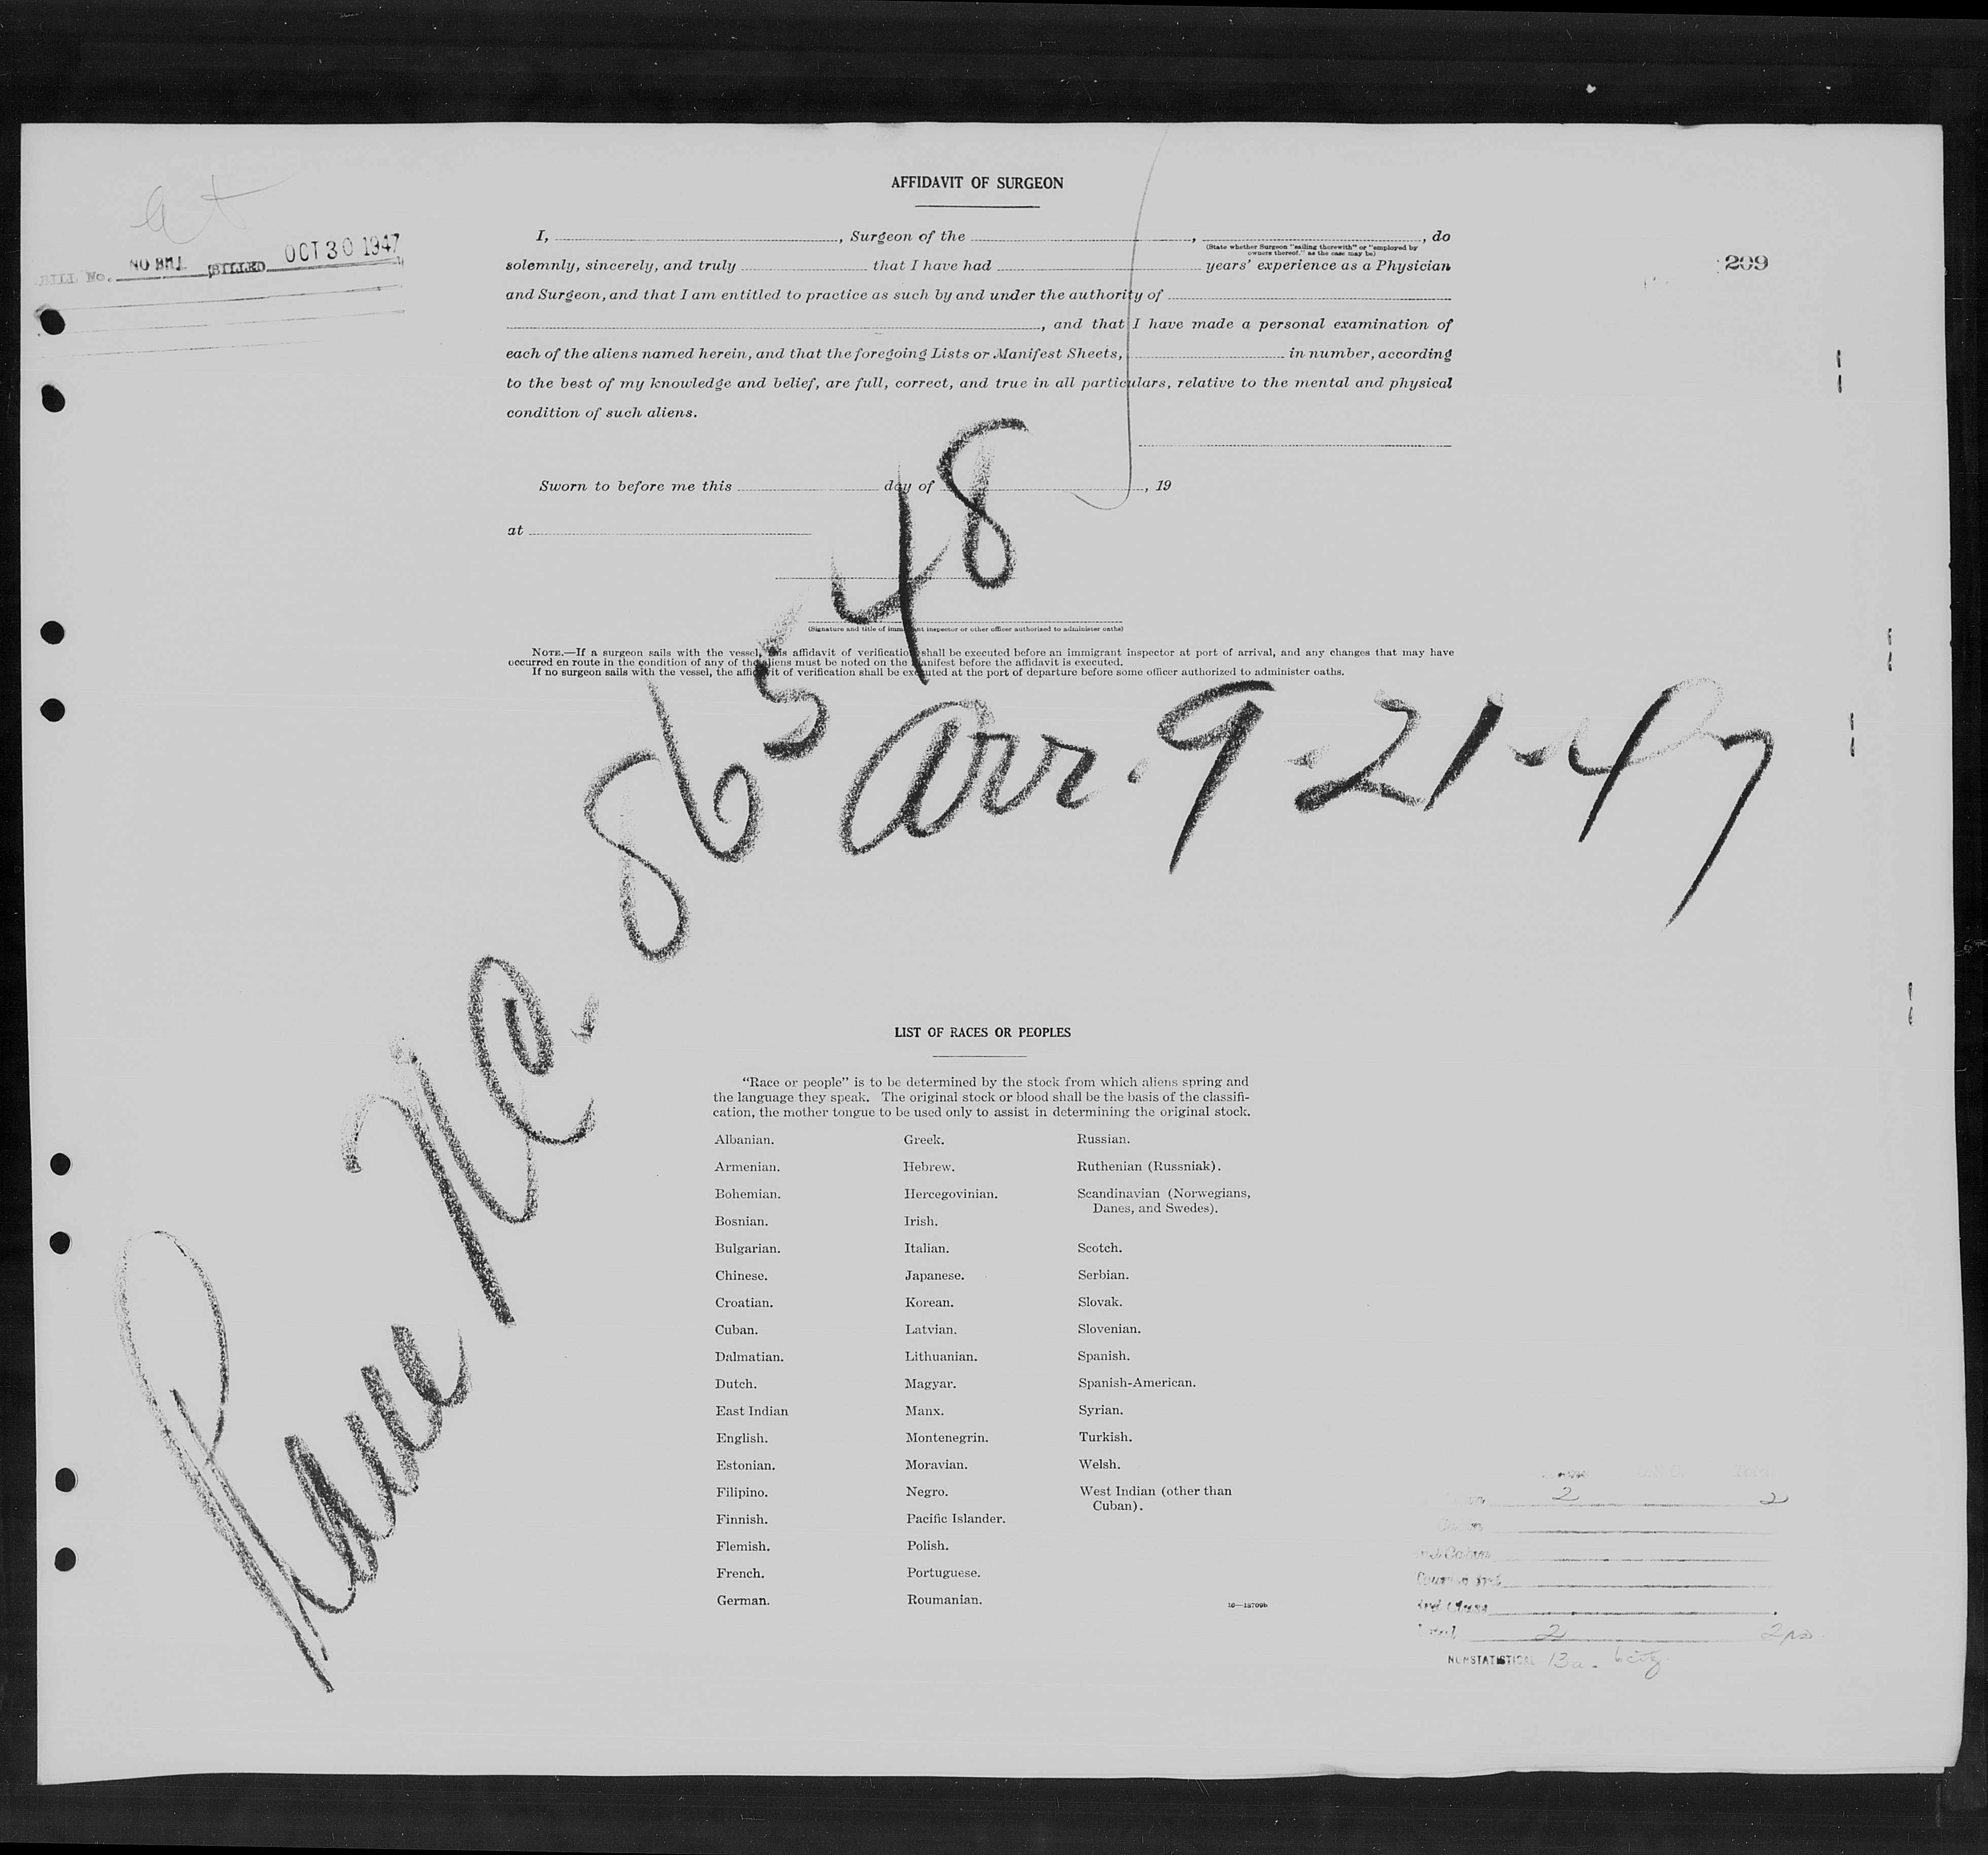 at
BILL No. NO BILL BILLED OCT 30 1947
209
AFFIDAVIT OF SURGEON
I, , Surgeon of the , , do
(State whether Surgeon "sailing therewith" or "employed by
owners thereof," as the case may be)
solemnly, sincerely, and truly that I have had years' experience as a Physician
and Surgeon, and that I am entitled to practice as such by and under the authority of
, and that I have made a personal examination of
each of the aliens named herein, and that the foregoing Lists or Manifest Sheets, in number, according
to the best of my knowledge and belief, are full, correct, and true in all particulars, relative to the mental and physical
condition of such aliens.
Sworn to before me this day of , 19
at
(Signature and title of immigrant inspector or other officer authorized to administer oaths)
NOTE.—If a surgeon sails with the vessel, this affidavit of verification shall be executed before an immigrant inspector at port of arrival, and any changes that may have
occurred en route in the condition of any of the aliens must be noted on the manifest before the affidavit is executed.
If no surgeon sails with the vessel, the affidavit of verification shall be executed at the port of departure before some officer authorized to administer oaths.
Plane NC. 86548
arr. 9-21-47
LIST OF RACES OR PEOPLES
"Race or people" is to be determined by the stock from which aliens spring and
the language they speak. The original stock or blood shall be the basis of the classifi-
cation, the mother tongue to be used only to assist in determining the original stock.
Albanian.
Armenian.
Bohemian.
Bosnian.
Bulgarian.
Chinese.
Croatian.
Cuban.
Dalmatian.
Dutch.
East Indian
English.
Estonian.
Filipino.
Finnish.
Flemish.
French.
German.
Greek.
Hebrew.
Hercegovinian.
Irish.
Italian.
Japanese.
Korean.
Latvian.
Lithuanian.
Magyar.
Manx.
Montenegrin.
Moravian.
Negro.
Pacific Islander.
Polish.
Portuguese.
Roumanian.
Russian.
Ruthenian (Russniak).
Scandinavian (Norwegians,
Danes, and Swedes).
Scotch.
Serbian.
Slovak.
Slovenian.
Spanish.
Spanish-American.
Syrian.
Turkish.
Welsh.
West Indian (other than
Cuban).
16—18709b
2 2
Cabin
2nd Cabin
3rd Class
Total 2 2
NONSTATISTICAL 13a.